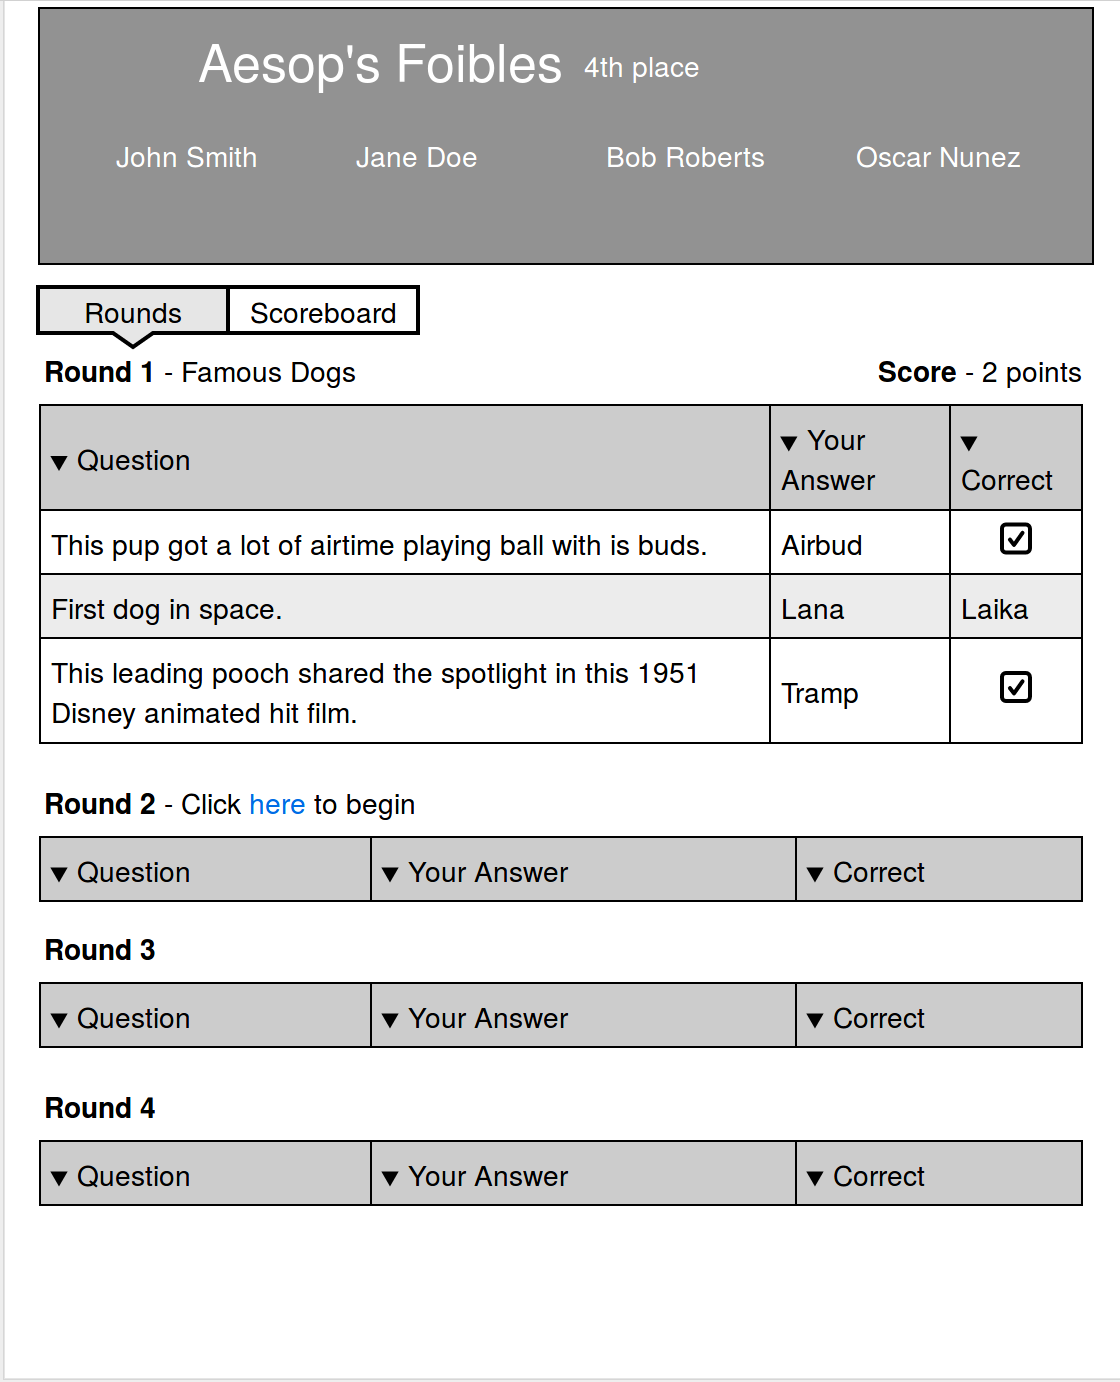 Aesop's Foibles 4th place
John Smith Jane Doe Bob Roberts Oscar Nunez
Rounds Scoreboard
Round 1 - Famous Dogs Score - 2 points
▼ Question ▼ Your Answer ▼ Correct
This pup got a lot of airtime playing ball with is buds. Airbud ☑
First dog in space. Lana Laika
This leading pooch shared the spotlight in this 1951
Disney animated hit film. Tramp ☑
Round 2 - Click here to begin
▼ Question ▼ Your Answer ▼ Correct
Round 3
▼ Question ▼ Your Answer ▼ Correct
Round 4
▼ Question ▼ Your Answer ▼ Correct